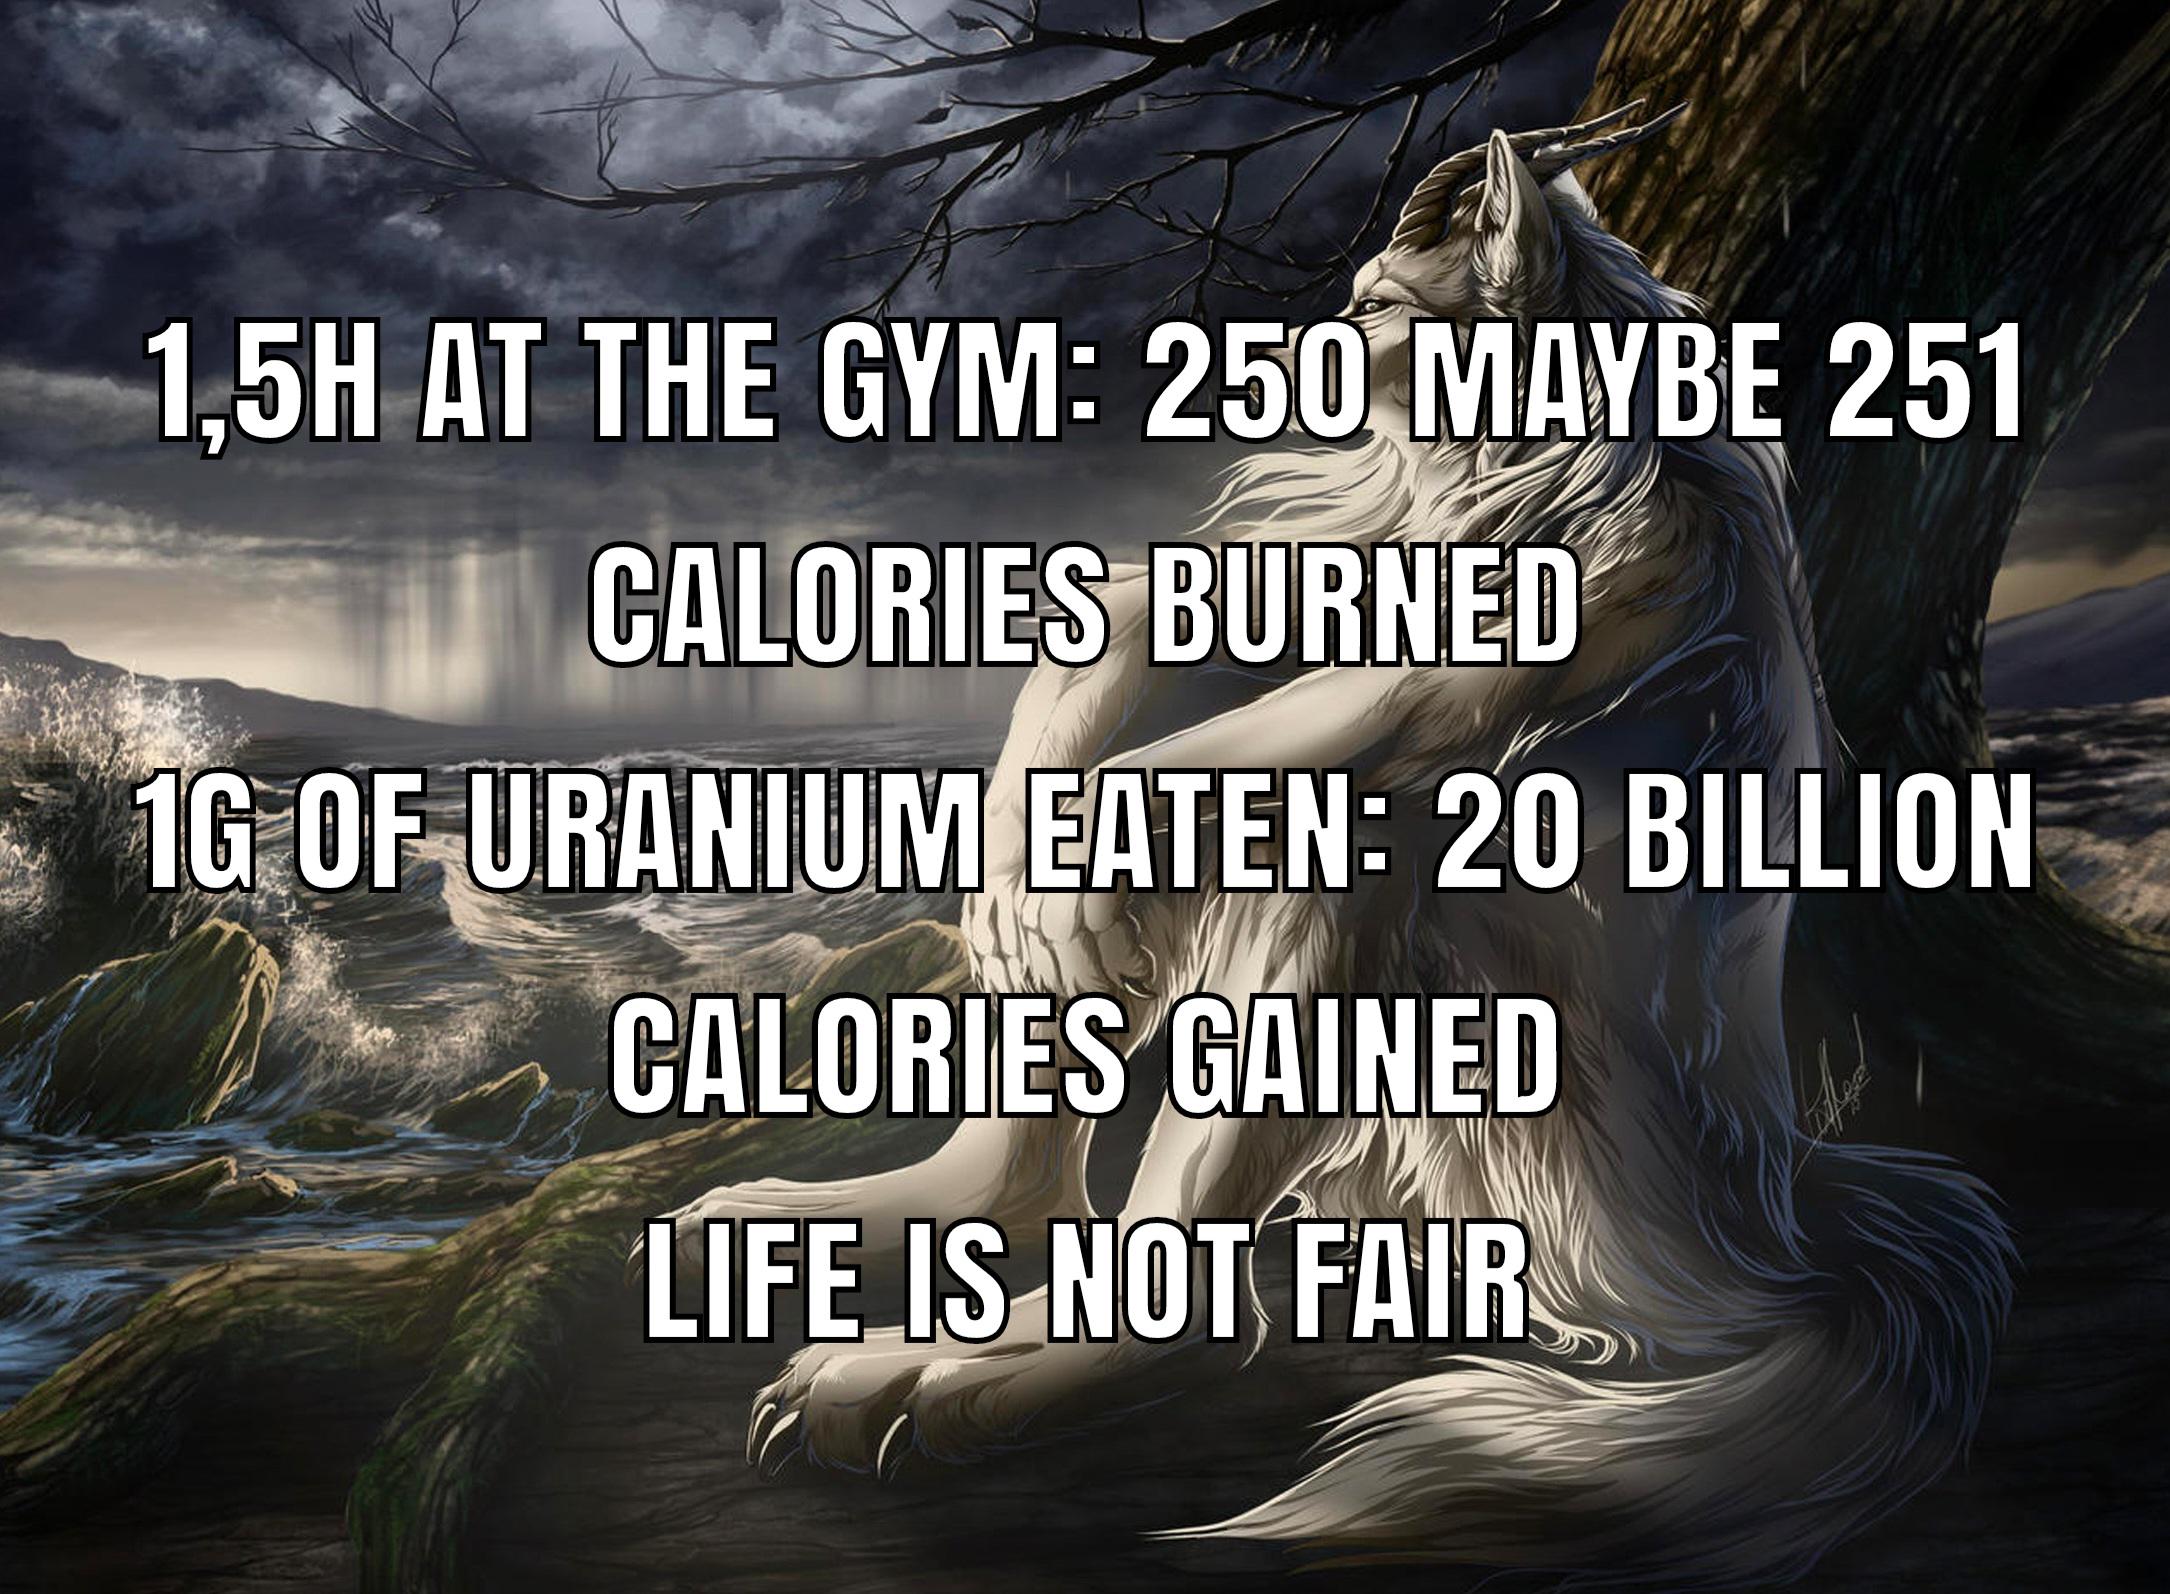 1,5H AT THE GYM: 250 MAYBE 251
CALORIES BURNED
1G OF URANIUM EATEN: 20 BILLION
CALORIES GAINED
LIFE IS NOT FAIR